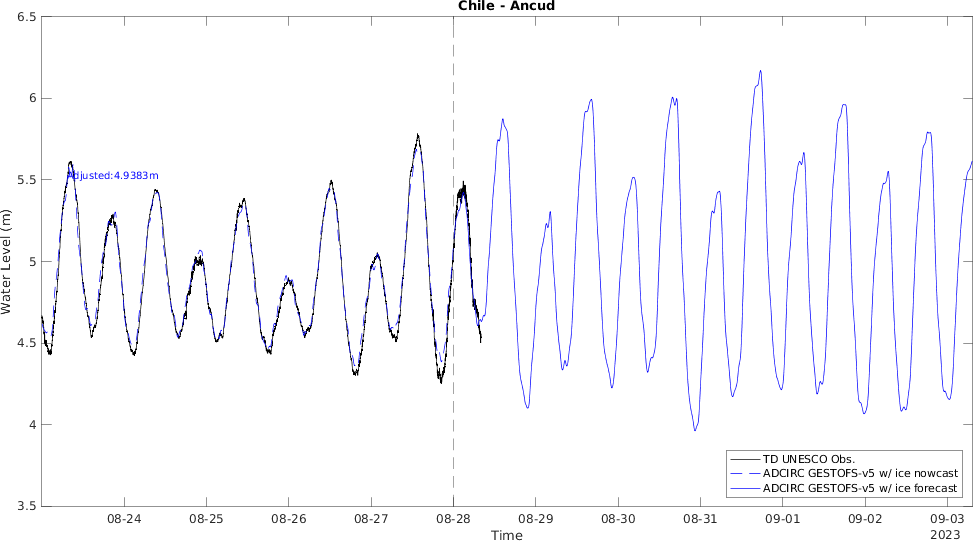 Chile - Ancud
6.5
6
5.5
5
4.5
4
3.5
Water Level (m)
Adjusted:4.9383m
TD UNESCO Obs.
ADCIRC GESTOFS-v5 w/ ice nowcast
ADCIRC GESTOFS-v5 w/ ice forecast
08-24 08-25 08-26 08-27 08-28 08-29 08-30 08-31 09-01 09-02 09-03
2023
Time